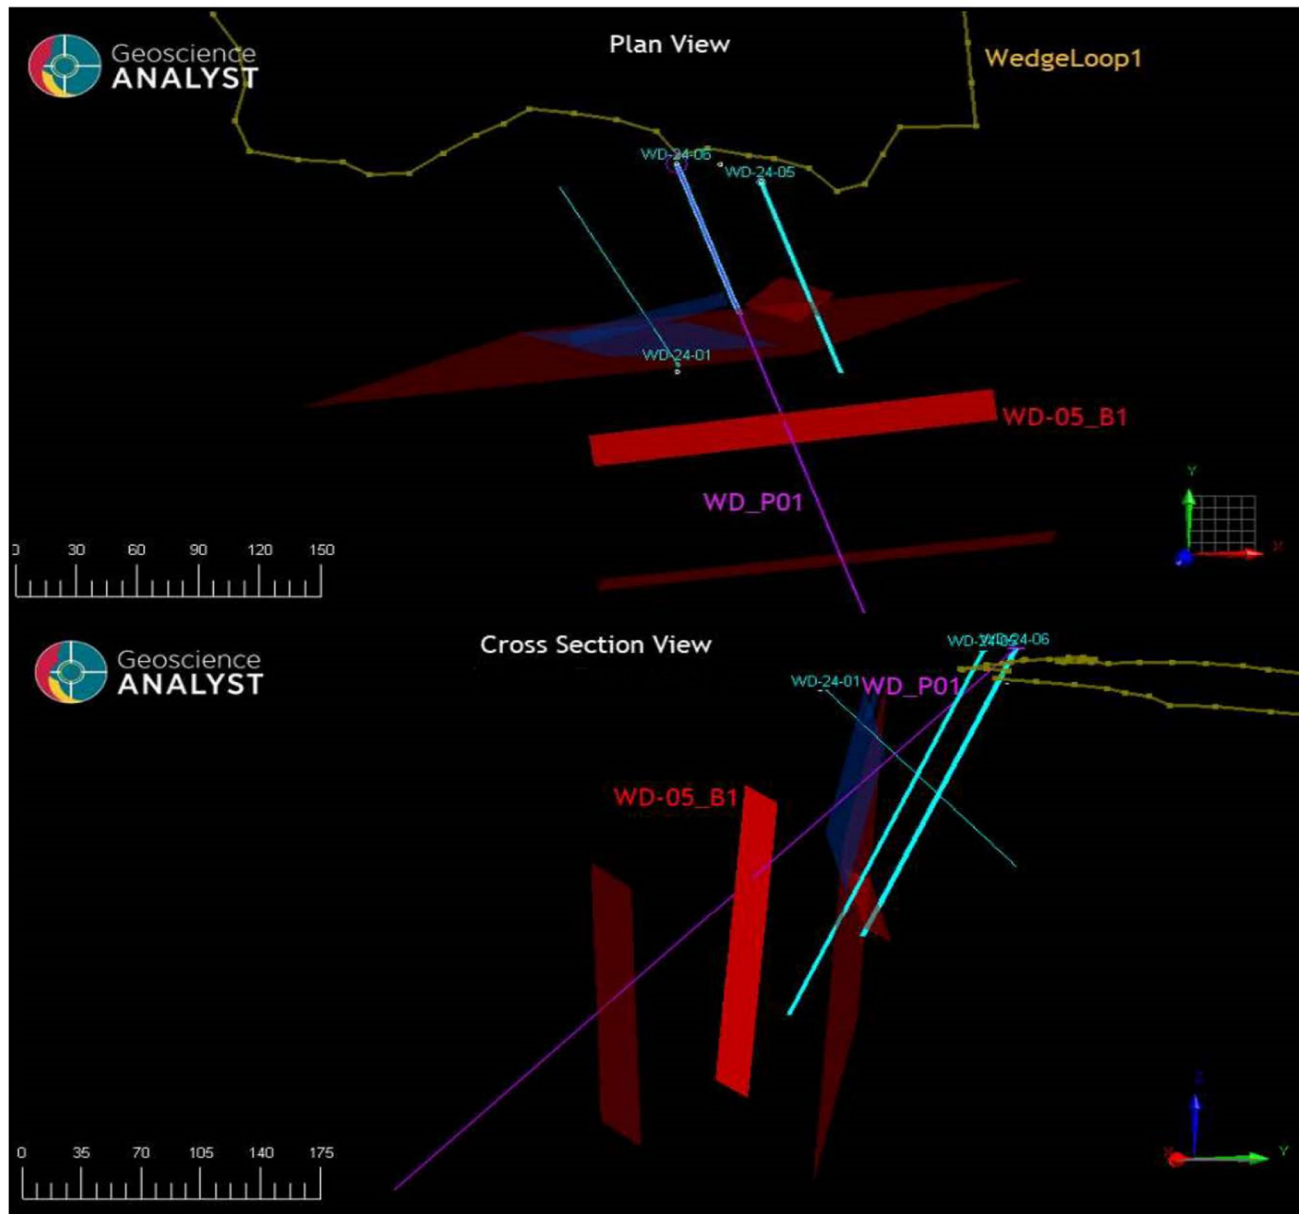 Geoscience
ANALYST
Plan View
WedgeLoop1
WD-24-06
WD-24-05
WD-24-01
WD-05_B1
WD_P01
0 30 60 90 120 150
Y
X
Geoscience
ANALYST
Cross Section View
WD-24-06
WD-24-01
WD_P01
WD-05_B1
0 35 70 105 140 175
Z
X
Y